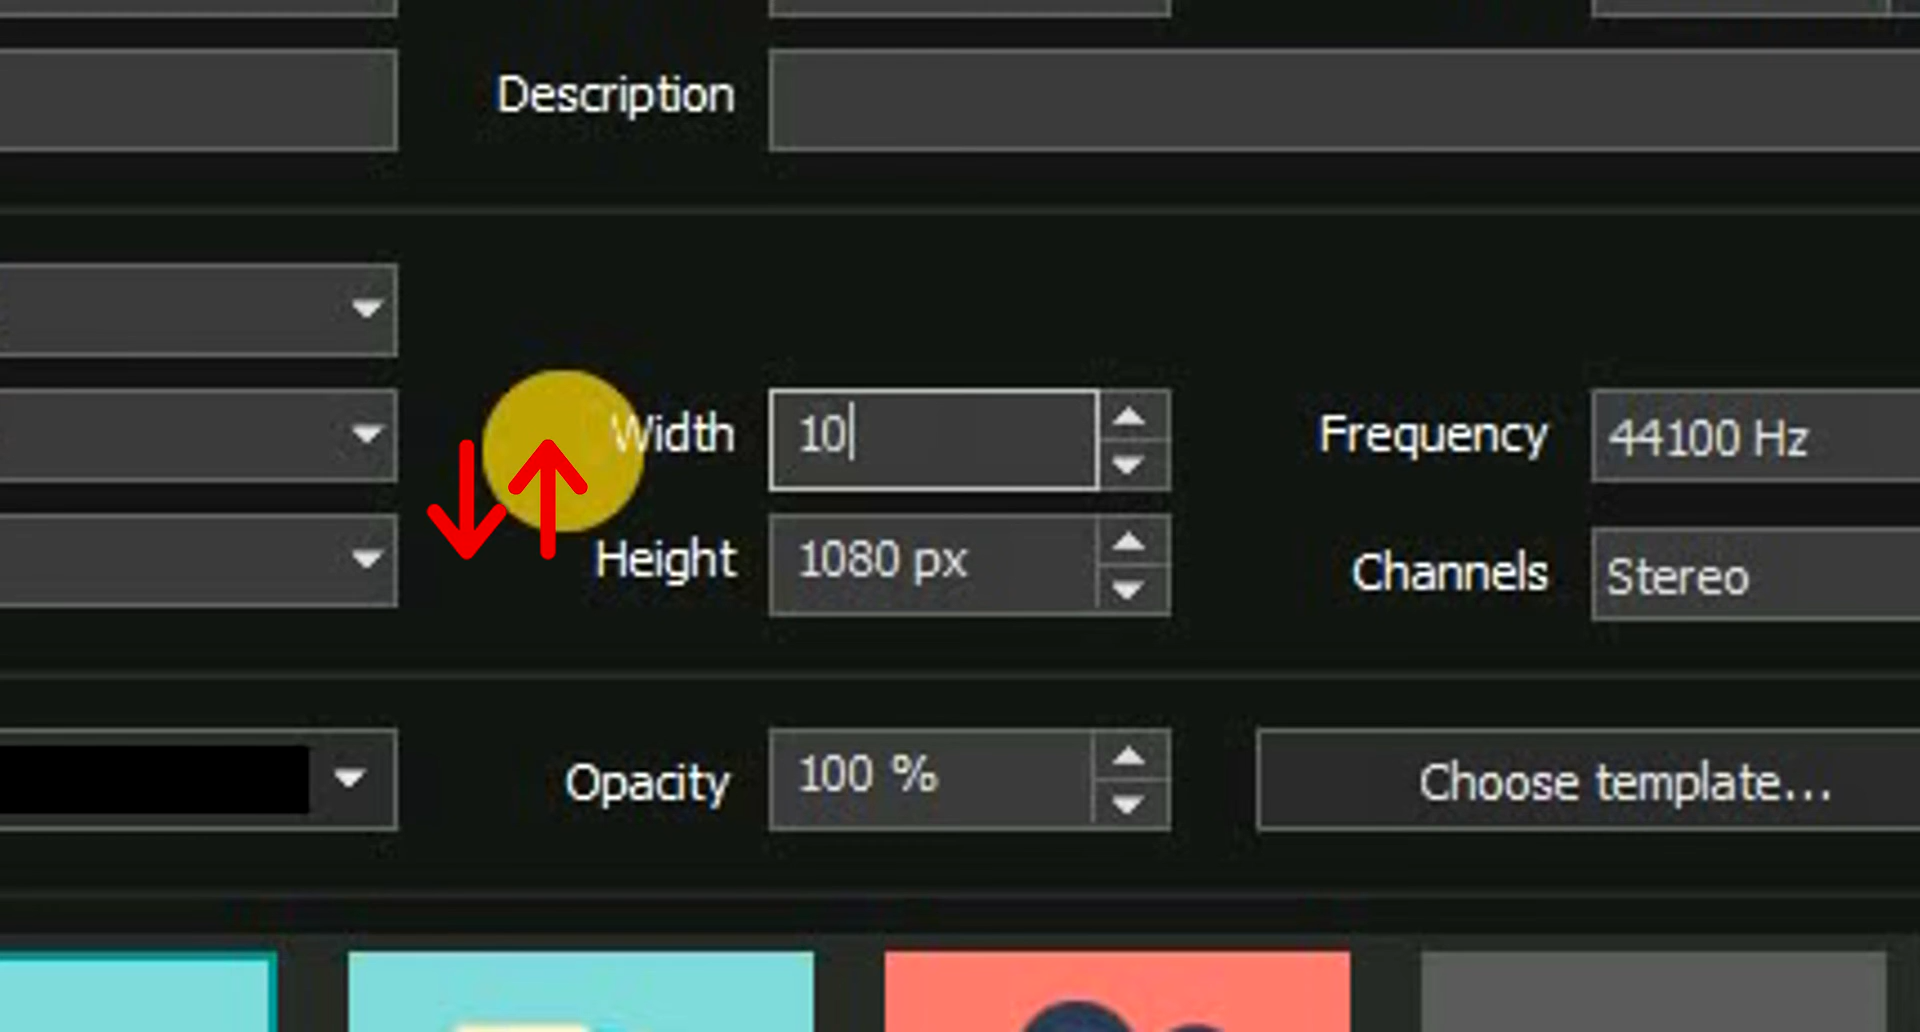 Description
Width 10
Frequency 44100 Hz
Height 1080 px
Channels Stereo
Opacity 100 %
Choose template...